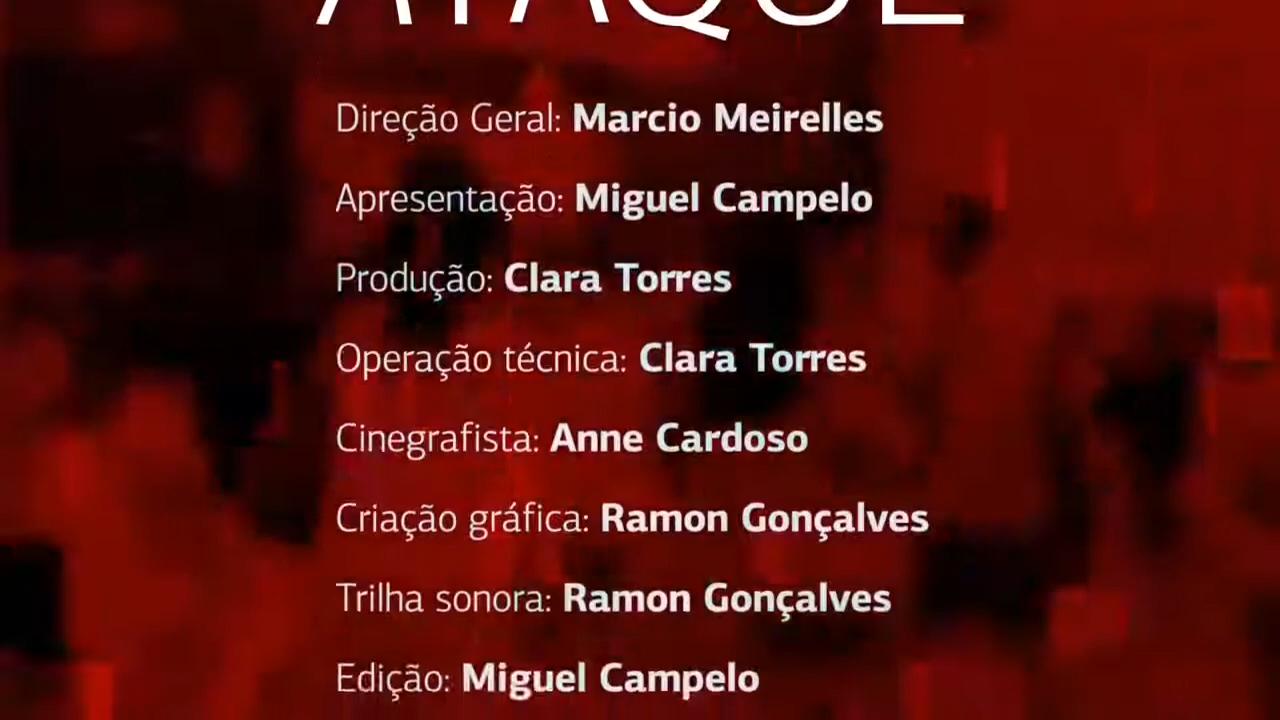 ATAQUE
Direção Geral: Marcio Meirelles
Apresentação: Miguel Campelo
Produção: Clara Torres
Operação técnica: Clara Torres
Cinegrafista: Anne Cardoso
Criação gráfica: Ramon Gonçalves
Trilha sonora: Ramon Gonçalves
Edição: Miguel Campelo